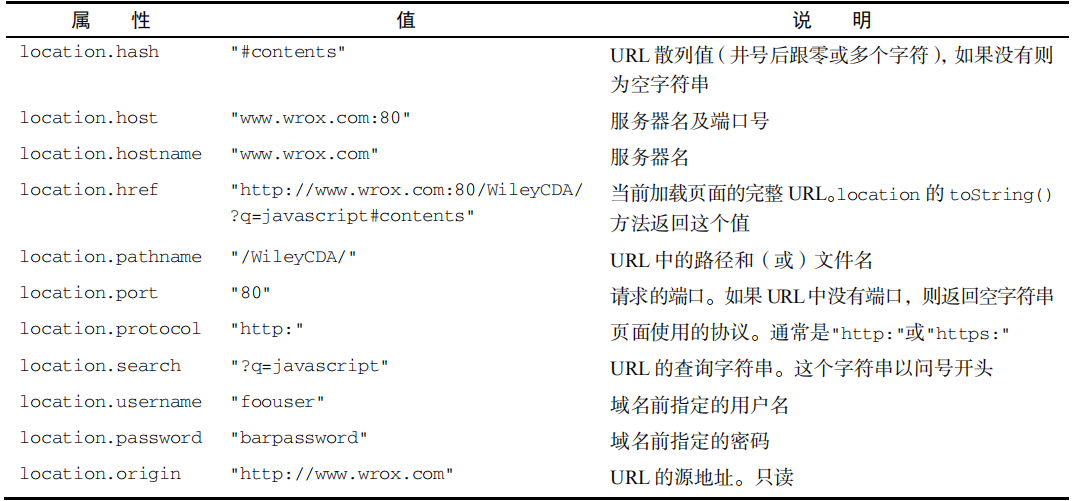 属 性 值 说 明
location.hash "#contents" URL 散列值(井号后跟零或多个字符),如果没有则
为空字符串
location.host "www.wrox.com:80" 服务器名及端口号
location.hostname "www.wrox.com" 服务器名
location.href "http://www.wrox.com:80/WileyCDA/ 当前加载页面的完整 URL。location 的 toString()
?q=javascript#contents" 方法返回这个值
location.pathname "/WileyCDA/" URL 中的路径和(或)文件名
location.port "80" 请求的端口。如果 URL 中没有端口,则返回空字符串
location.protocol "http:" 页面使用的协议。通常是"http:"或"https:"
location.search "?q=javascript" URL 的查询字符串。这个字符串以问号开头
location.username "foouser" 域名前指定的用户名
location.password "barpassword" 域名前指定的密码
location.origin "http://www.wrox.com" URL 的源地址。只读